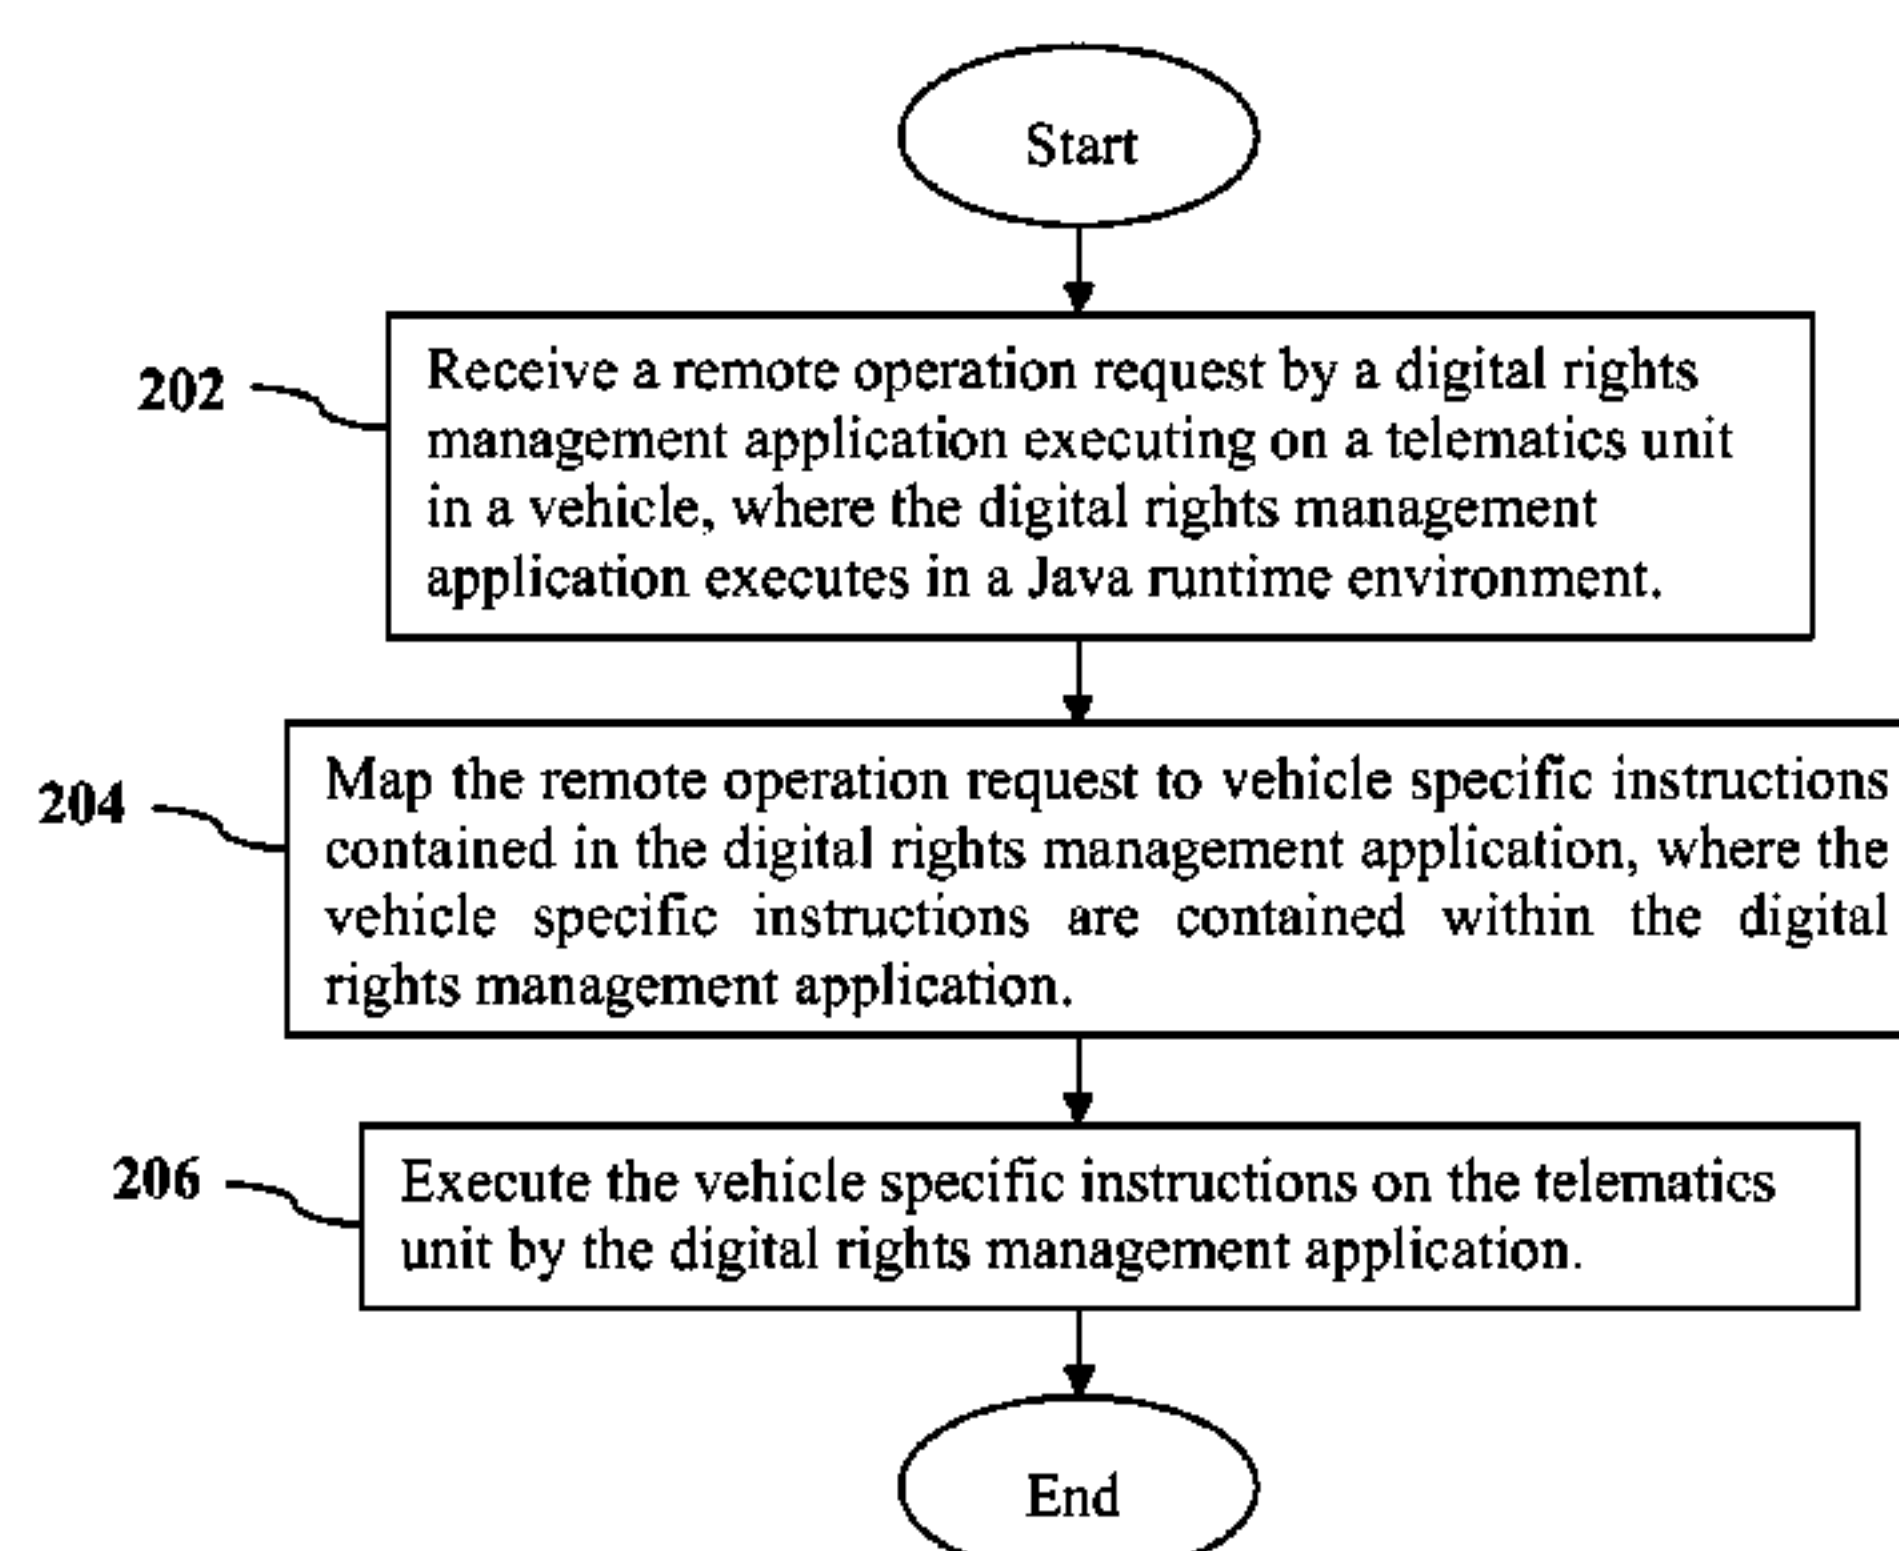 Start
202
Receive a remote operation request by a digital rights
management application executing on a telematics unit
in a vehicle, where the digital rights management
application executes in a Java runtime environment.
204
Map the remote operation request to vehicle specific instructions
contained in the digital rights management application, where the
vehicle specific instructions are contained within the digital
rights management application.
206
Execute the vehicle specific instructions on the telematics
unit by the digital rights management application.
End